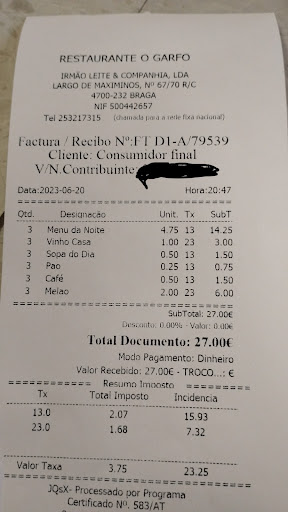 RESTAURANTE O GARFO
IRMÃO LEITE & COMPANHIA, LDA
LARGO DE MAXIMINOS, Nº 67/70 R/C
4700-232 BRAGA
NIF 500442657
Tel 253217315 (chamada para a rede fixa nacional)
Factura / Recibo Nº:FT D1-A/79539
Cliente: Consumidor final
V/N.Contribuinte:
Data:2023-06-20 Hora:20:47
Qtd. Designação Unit. Tx SubT
3 Menu da Noite 4.75 13 14.25
3 Vinho Casa 1.00 23 3.00
3 Sopa do Dia 0.50 13 1.50
3 Pao 0.25 13 0.75
3 Café 0.50 13 1.50
3 Melao 2.00 23 6.00
SubTotal: 27.00€
Desconto: 0.00% - Valor: 0.00€
Total Documento: 27.00€
Modo Pagamento: Dinheiro
Valor Recebido: 27.00€ - TROCO...: €
Resumo Imposto
Tx Total Imposto Incidencia
13.0 2.07 15.93
23.0 1.68 7.32
Valor Taxa 3.75 23.25
JQsX- Processado por Programa
Certificado Nº. 583/AT